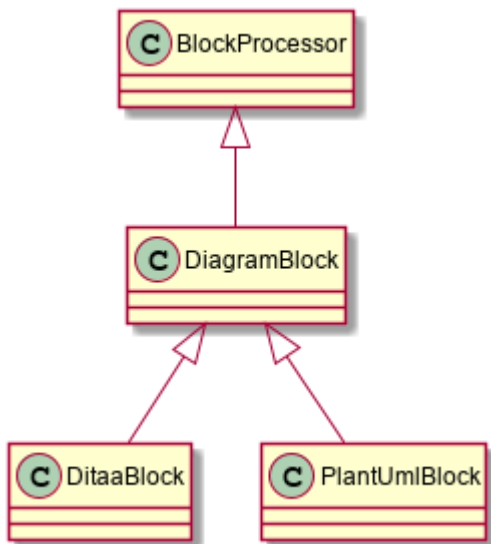 C BlockProcessor
C DiagramBlock
C DitaaBlock
C PlantUmlBlock